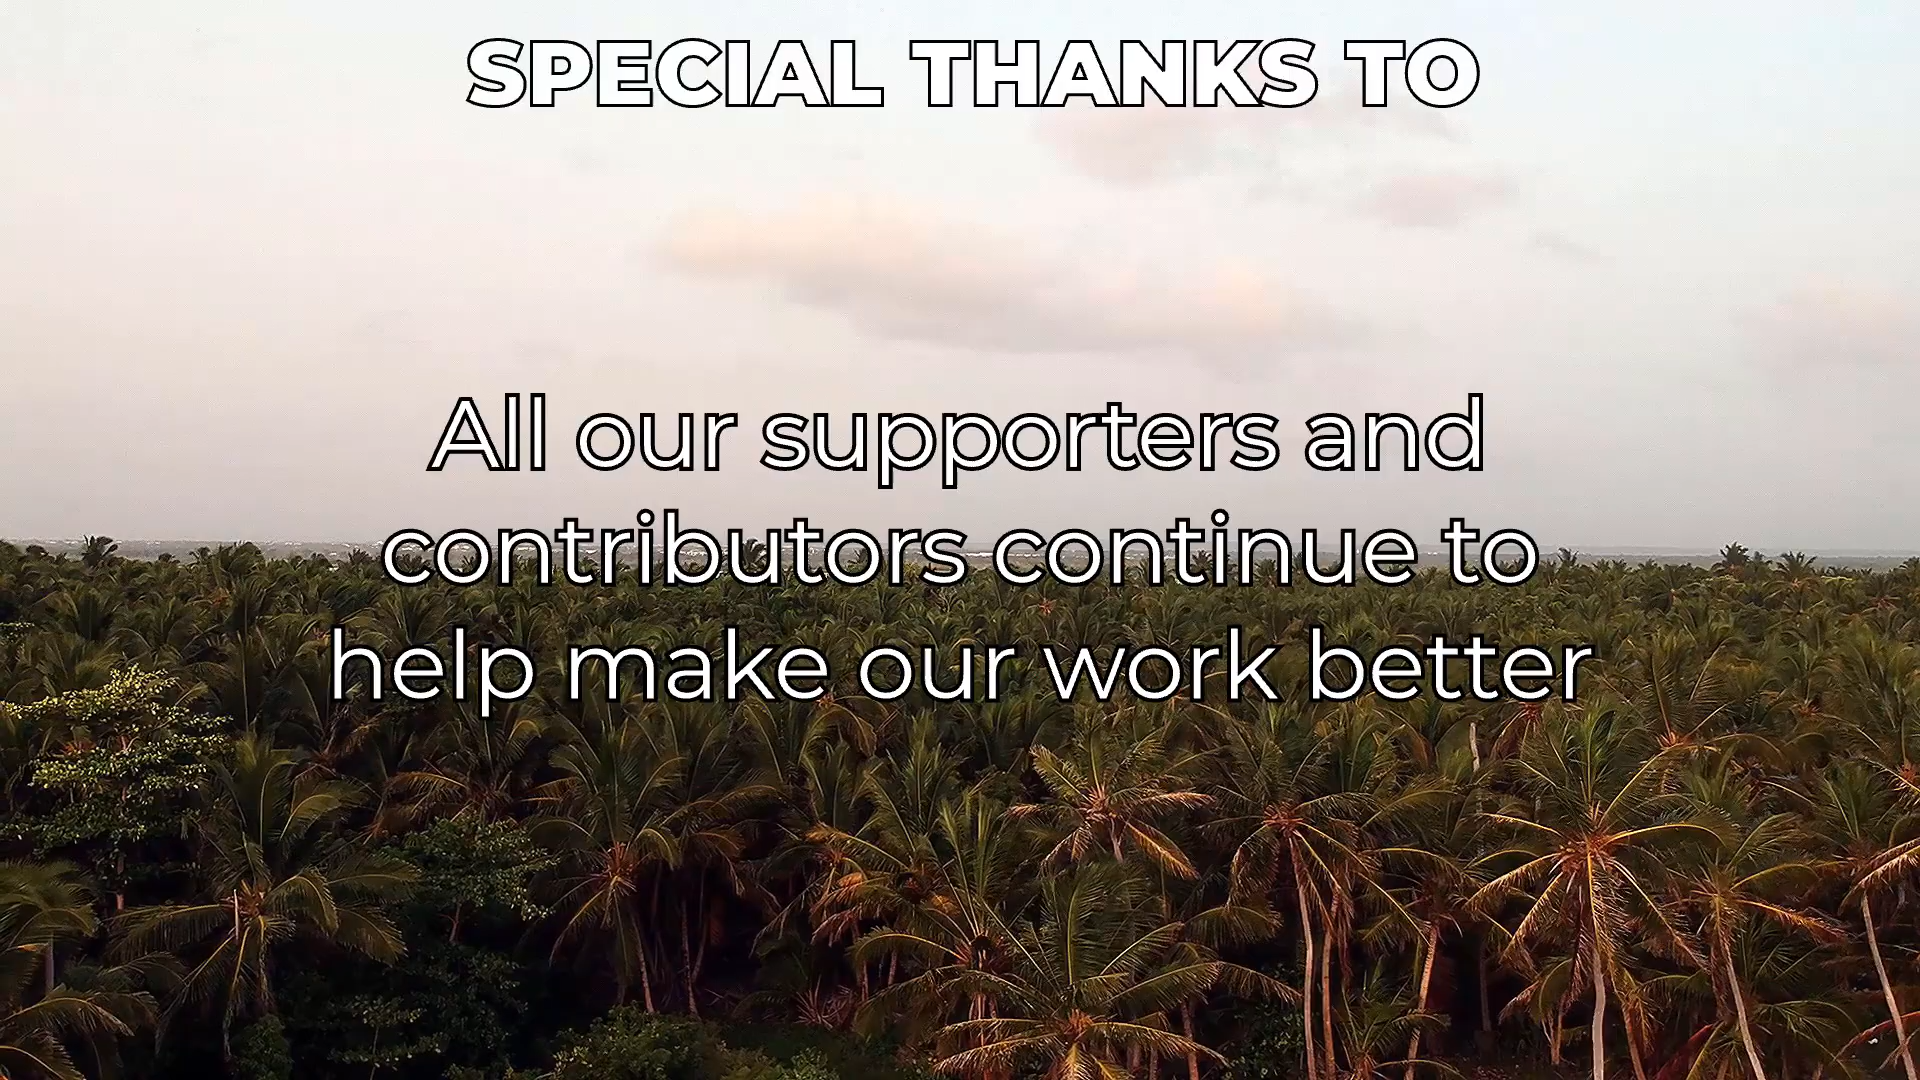 SPECIAL THANKS TO
All our supporters and
contributors continue to
help make our work better